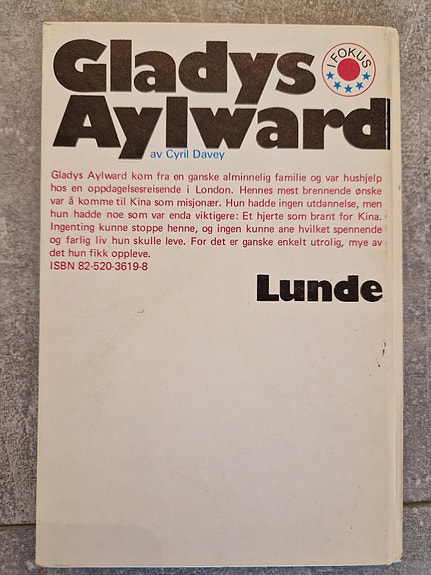 Gladys
I FOKUS
Aylward
av Cyril Davey
Gladys Aylward kom fra en ganske alminnelig familie og var hushjelp
hos en oppdagelsesreisende i London. Hennes mest brennende ønske
var å komme til Kina som misjonær. Hun hadde ingen utdannelse, men
hun hadde noe som var enda viktigere: Et hjerte som brant for Kina.
Ingenting kunne stoppe henne, og ingen kunne ane hvilket spennende
og farlig liv hun skulle leve. For det er ganske enkelt utrolig, mye av
det hun fikk oppleve.
ISBN 82-520-3619-8
Lunde